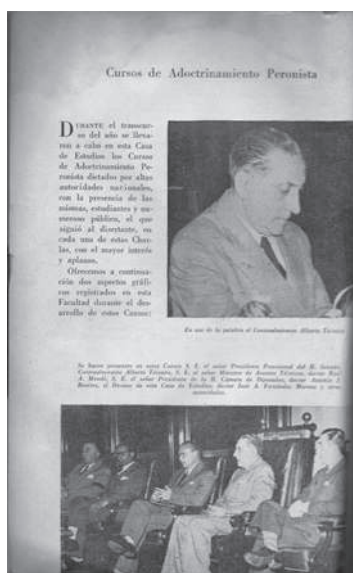 Cursos de Adoctrinamiento Peronista
DURANTE el transcur-
so del año se lleva-
ron a cabo en esta Casa
de Estudios los Cursos
de Adoctrinamiento Pe-
ronista dictados por altas
autoridades nacionales,
con la presencia de las
mismas, estudiantes y nu-
meroso público, el que
siguió al disertante, en
cada una de estas Char-
las, con el mayor interés
y aplauso.
Ofrecemos a continua-
ción dos aspectos gráfi-
cos registrados en esta
Facultad durante el des-
arrollo de estos Cursos:
En uso de la palabra el Contraalmirante Alberto Teisaire
Se hacen presentes en estos Cursos S. E. el señor Presidente Provisional del H. Senado,
Contraalmirante Alberto Teisaire, S. E. el señor Ministro de Asuntos Técnicos, doctor Raúl
A. Mendé, S. E. el señor Presidente de la H. Cámara de Diputados, doctor Antonio J.
Benítez, el Decano de esta Casa de Estudios, doctor José A. Fernández Moreno y otras
autoridades.